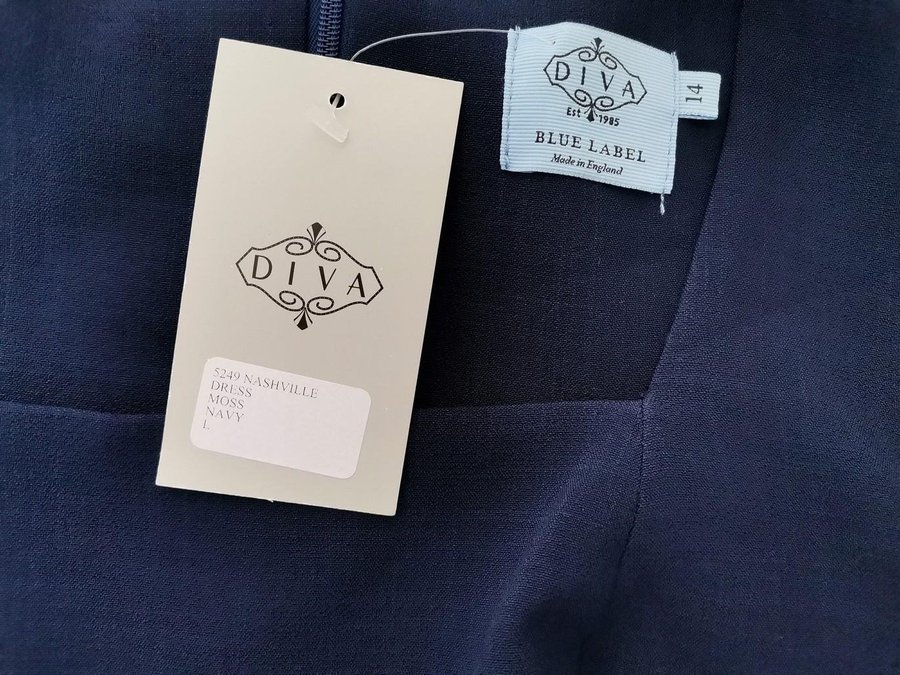 DIVA
Est 1985
BLUE LABEL
Made in England
14
DIVA
5249 NASHVILLE
DRESS
MOSS
NAVY
L